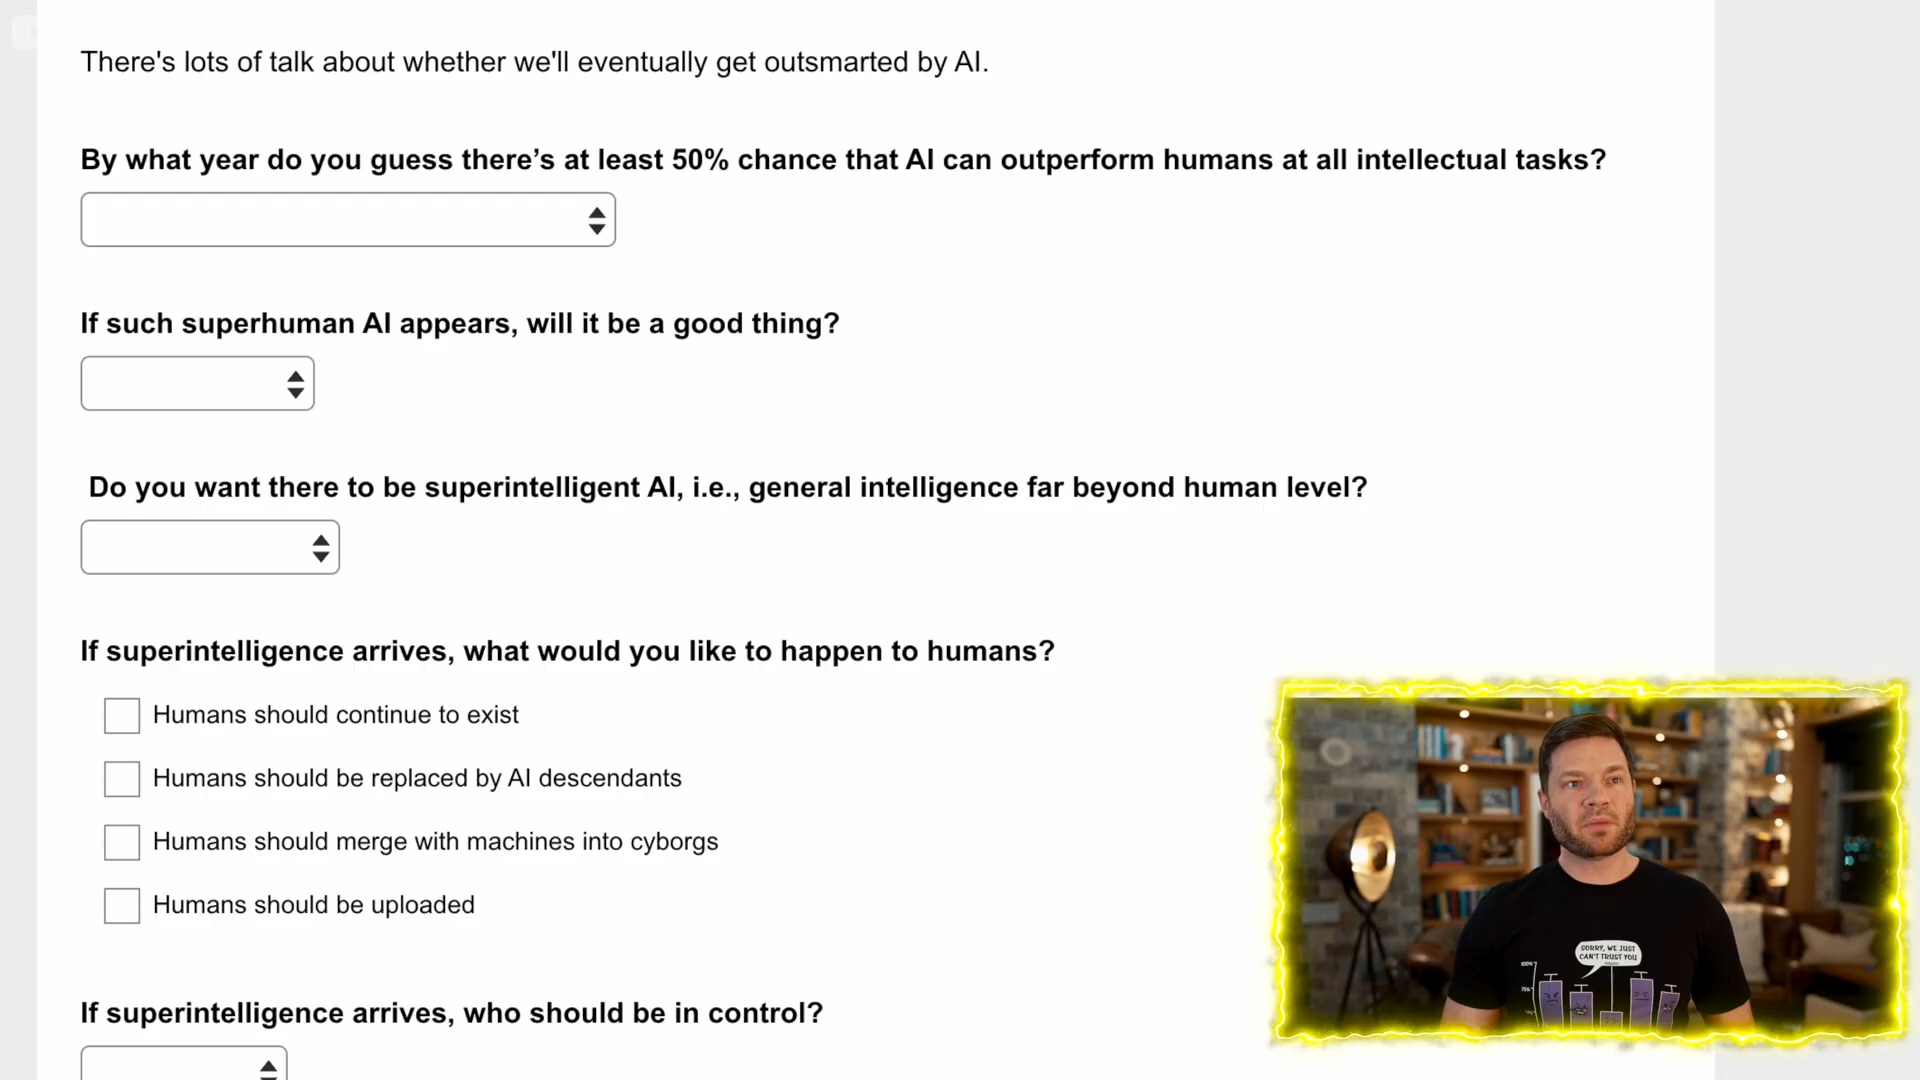 There's lots of talk about whether we'll eventually get outsmarted by AI.
By what year do you guess there’s at least 50% chance that AI can outperform humans at all intellectual tasks?
If such superhuman AI appears, will it be a good thing?
Do you want there to be superintelligent AI, i.e., general intelligence far beyond human level?
If superintelligence arrives, what would you like to happen to humans?
Humans should continue to exist
Humans should be replaced by AI descendants
Humans should merge with machines into cyborgs
Humans should be uploaded
If superintelligence arrives, who should be in control?
SORRY, WE JUST
CAN'T TRUST YOU
100%
75%